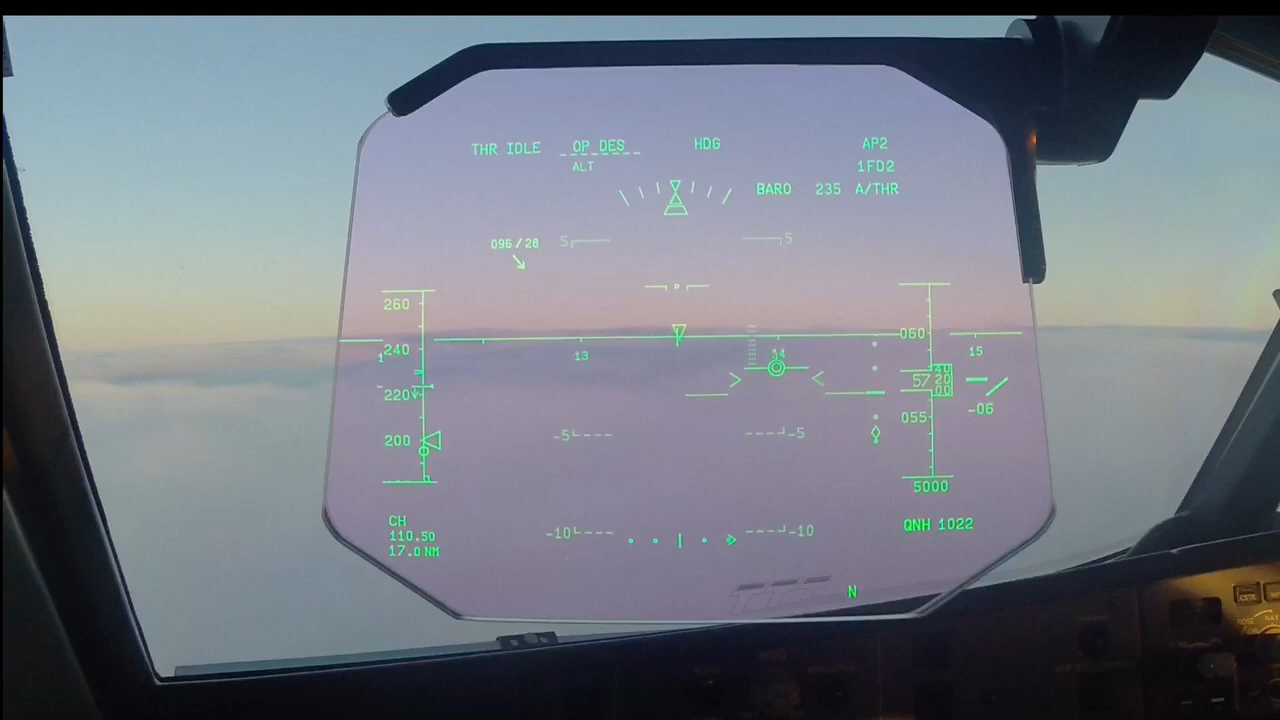 THR IDLE OP DES HDG AP2
ALT 1FD2
BARO 235 A/THR
096/28 5 5
260
060
240 13 14 15
220 57 20
-06
055
200 -5 -5
5000
CH QNH 1022
110.50 -10 -10
17.0 NM
N